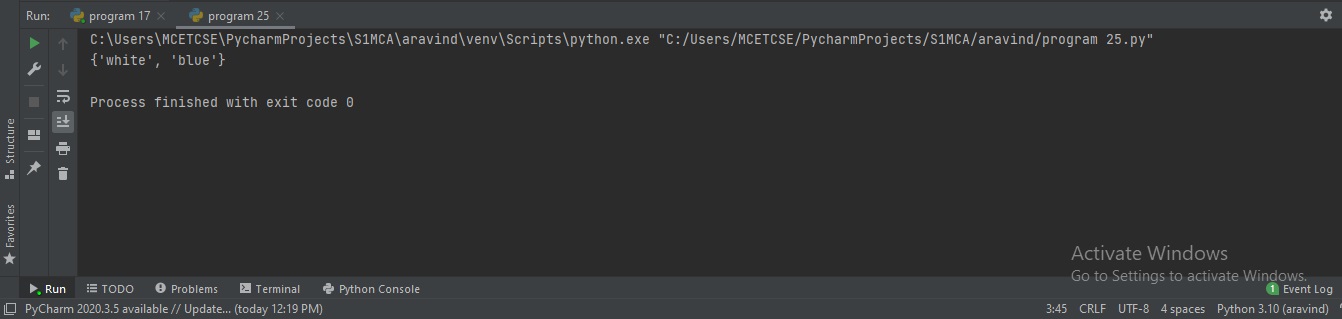 Run: program 17 program 25
C:\Users\MCETCSE\PycharmProjects\S1MCA\aravind\venv\Scripts\python.exe "C:/Users/MCETCSE/PycharmProjects/S1MCA/aravind/program 25.py"
{'white', 'blue'}
Process finished with exit code 0
Structure
Favorites
Activate Windows
Go to Settings to activate Windows.
Run TODO Problems Terminal Python Console 1 Event Log
PyCharm 2020.3.5 available // Update... (today 12:19 PM) 3:45 CRLF UTF-8 4 spaces Python 3.10 (aravind)